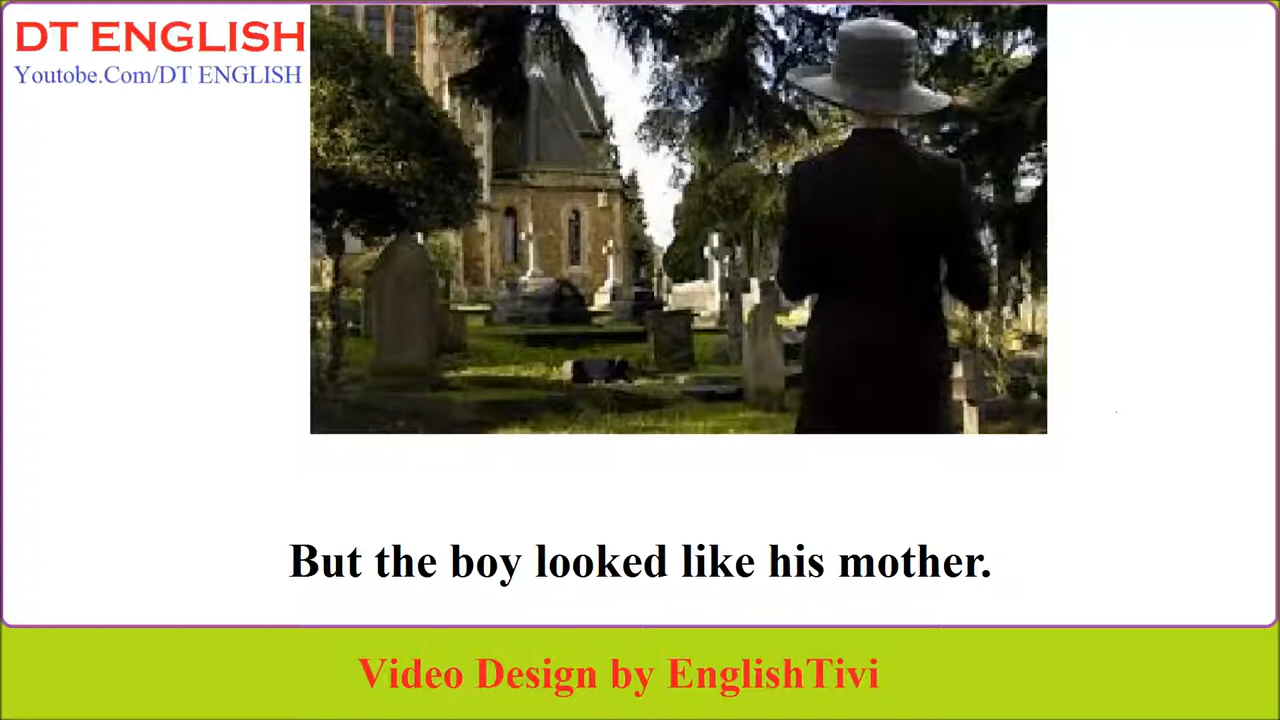 DT ENGLISH
Youtobe.Com/DT ENGLISH
But the boy looked like his mother.
Video Design by EnglishTivi